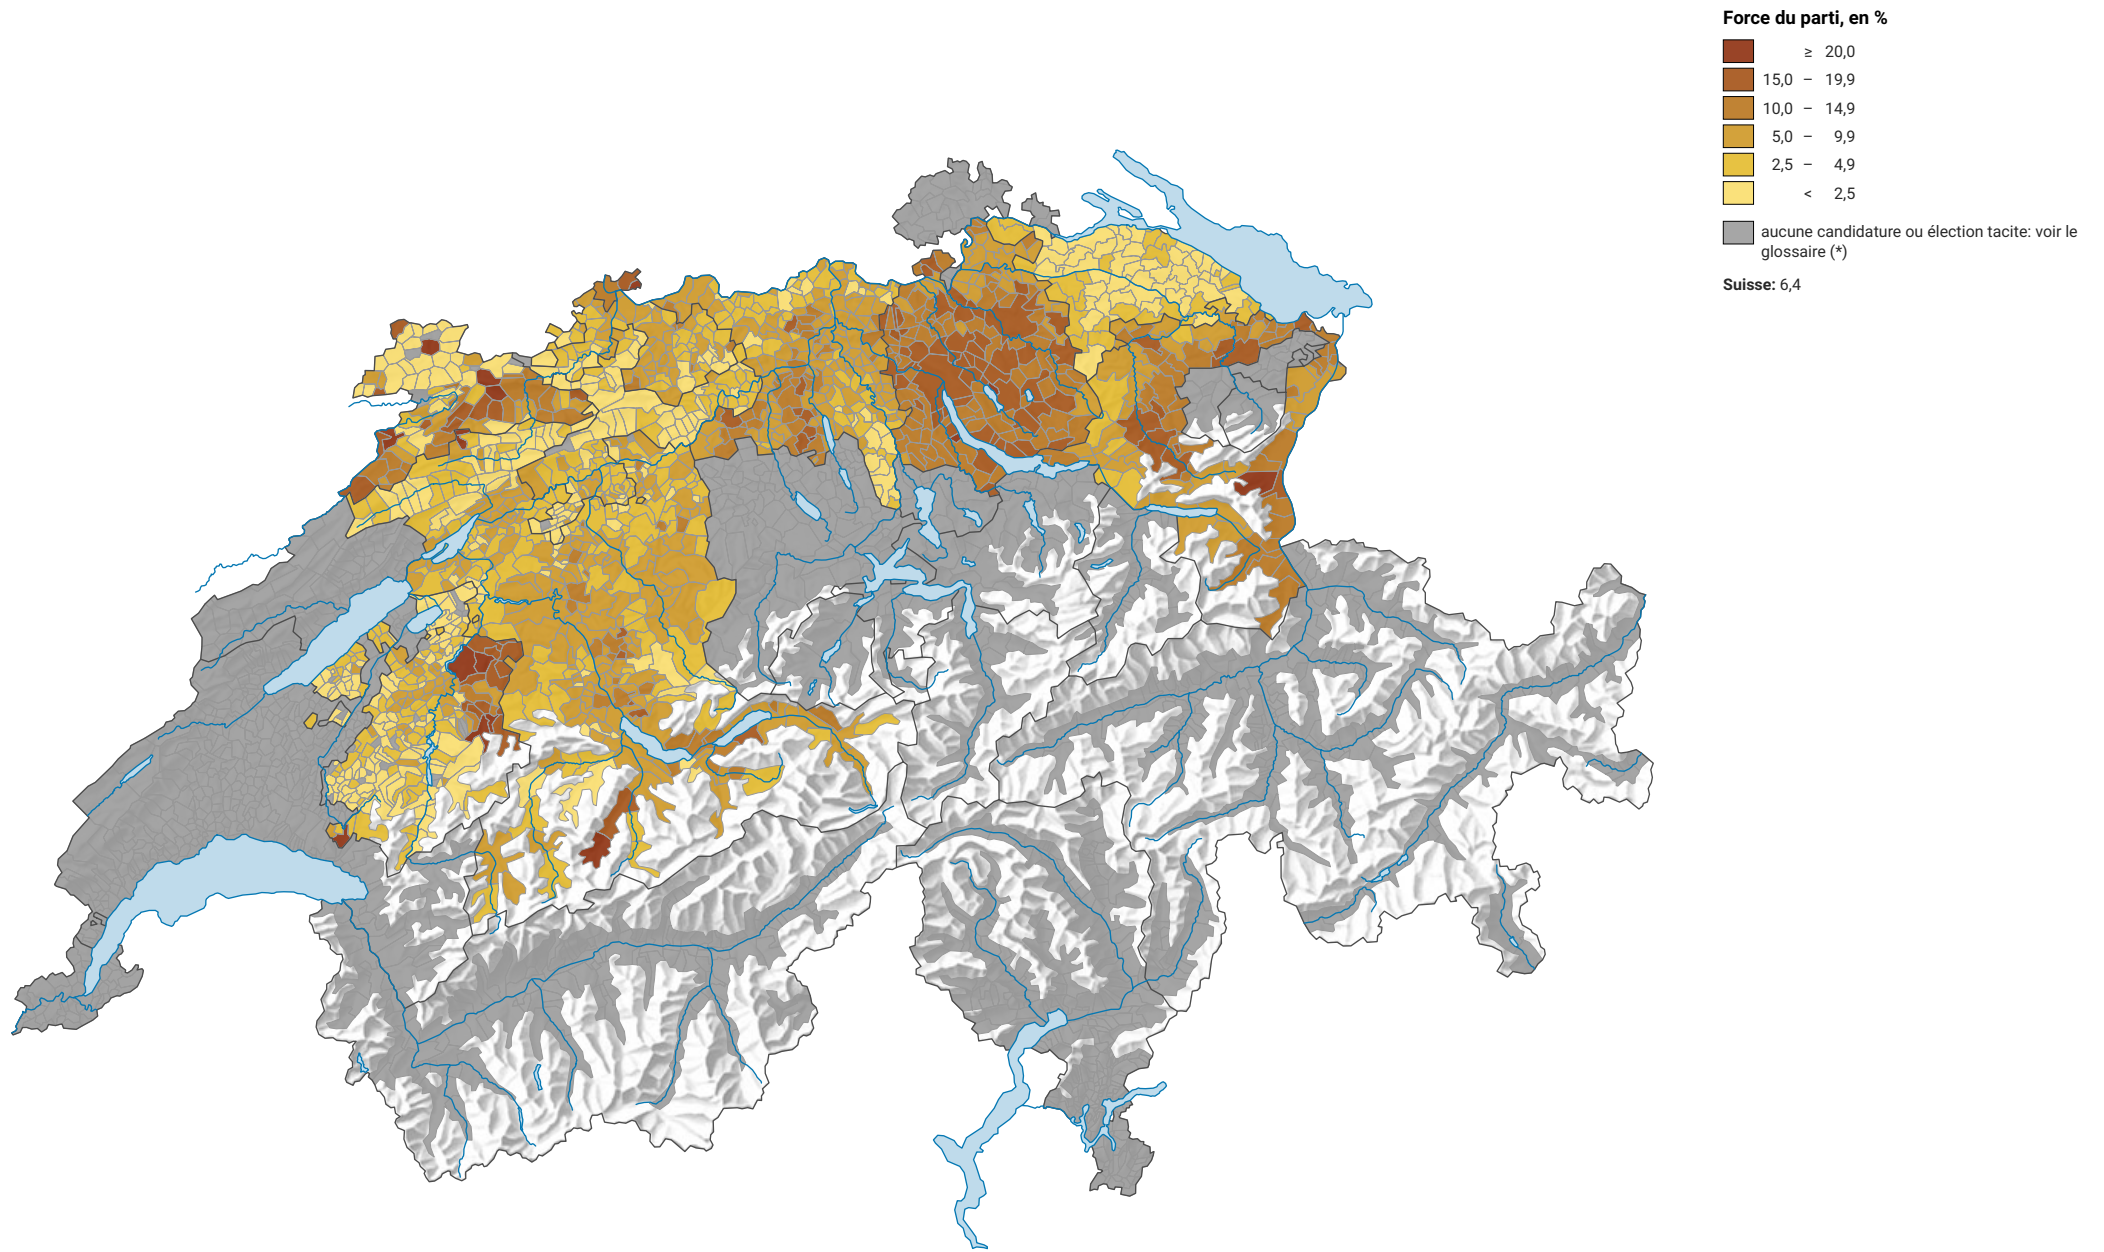 Force du parti, en %
≥ 20,0
15,0 – 19,9
10,0 – 14,9
5,0 – 9,9
2,5 – 4,9
< 2,5
aucune candidature ou élection tacite: voir le
glossaire (*)
Suisse: 6,4